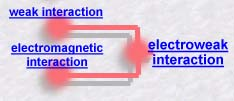 weak interaction
electromagnetic
interaction
electroweak
interaction